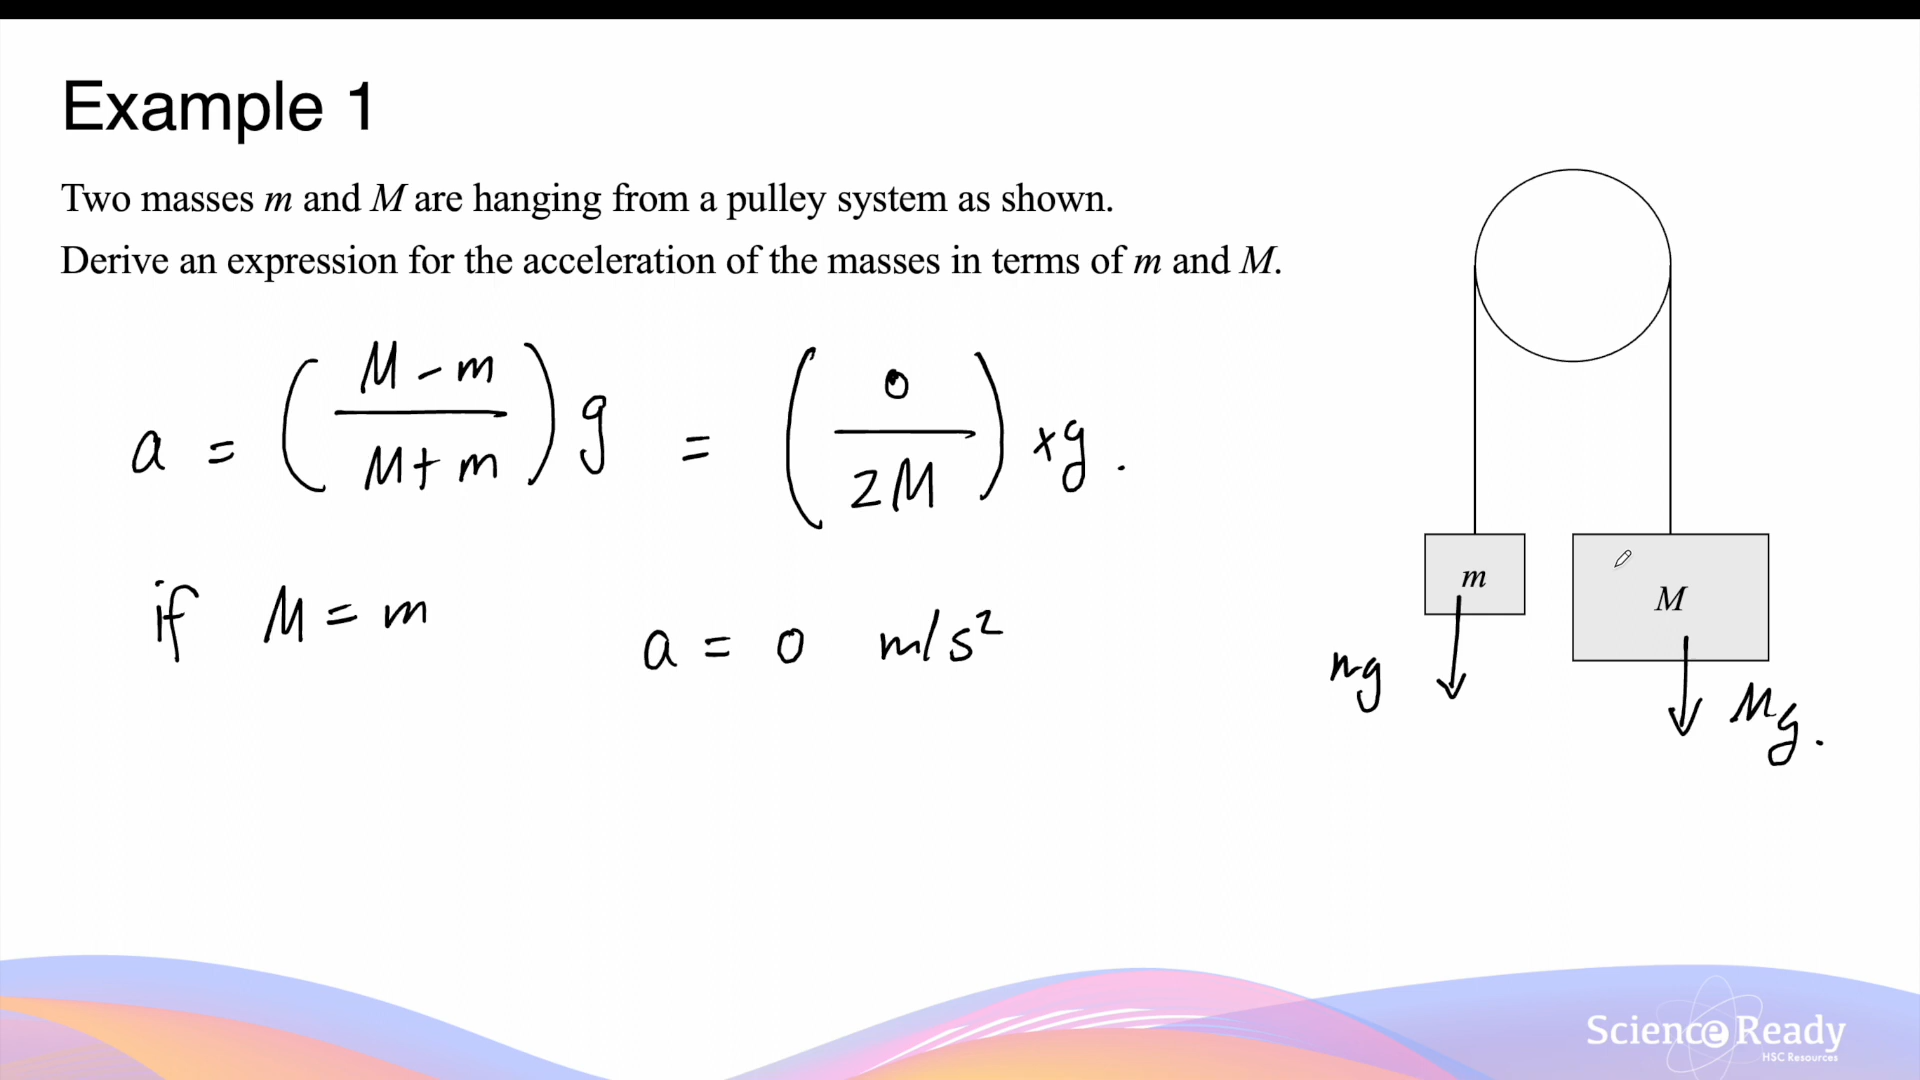 Example 1
Two masses m and M are hanging from a pulley system as shown.
Derive an expression for the acceleration of the masses in terms of m and M.
a = ( M - m / M + m ) g = ( 0 / 2M ) x g .
if M = m
a = 0 m/s²
m
M
mg
Mg.
Science Ready
HSC Resources